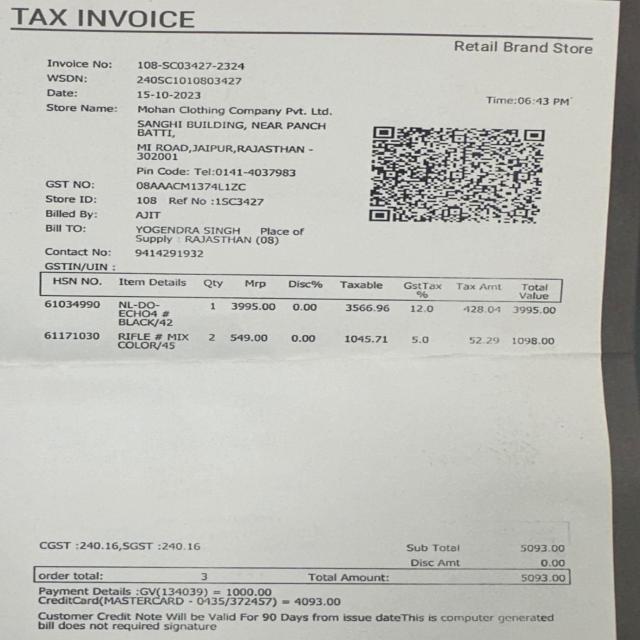 TAX INVOICE
Retail Brand Store
Invoice No: 108-SC03427-2324
WSDN: 240SC1010803427
Date: 15-10-2023
Time:06:43 PM
Store Name: Mohan Clothing Company Pvt. Ltd.
SANGHI BUILDING, NEAR PANCH
BATTI,
MI ROAD,JAIPUR,RAJASTHAN -
302001
Pin Code: Tel:0141-4037983
GST NO: 08AAACM1374L1ZC
Store ID: 108 Ref No :1SC3427
Billed By: AJIT
Bill TO: YOGENDRA SINGH Place of
Supply : RAJASTHAN (08)
Contact No: 9414291932
GSTIN/UIN :
HSN NO. Item Details Qty Mrp Disc% Taxable GstTax Tax Amt Total
% Value
61034990 NL-DO- 1 3995.00 0.00 3566.96 12.0 428.04 3995.00
ECHO4 #
BLACK/42
61171030 RIFLE # MIX 2 549.00 0.00 1045.71 5.0 52.29 1098.00
COLOR/45
CGST :240.16,SGST :240.16 Sub Total 5093.00
Disc Amt 0.00
order total: 3 Total Amount: 5093.00
Payment Details :GV(134039) = 1000.00
CreditCard(MASTERCARD - 0435/372457) = 4093.00
Customer Credit Note Will be Valid For 90 Days from issue dateThis is computer generated
bill does not required signature